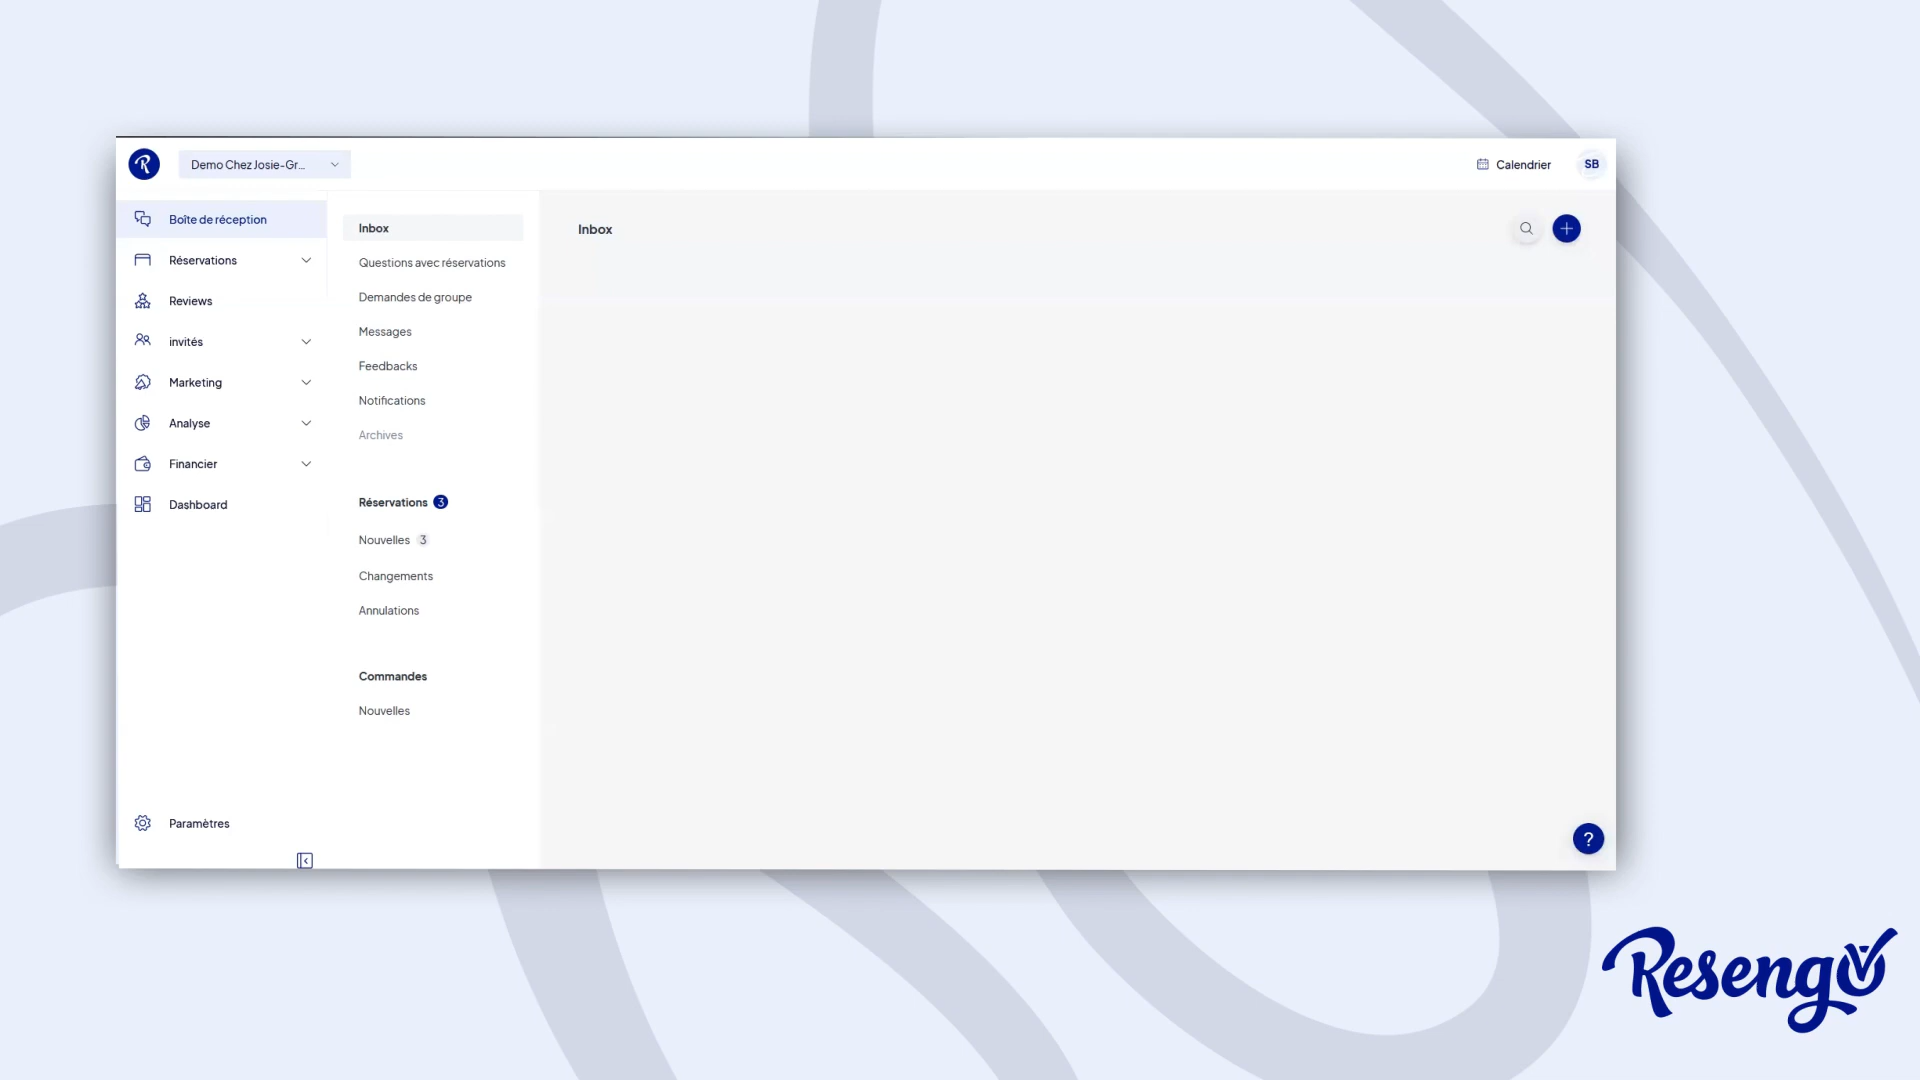 Demo Chez Josie-Gr...
Calendrier
SB
Boîte de réception
Réservations
Reviews
invités
Marketing
Analyse
Financier
Dashboard
Paramètres
Inbox
Questions avec réservations
Demandes de groupe
Messages
Feedbacks
Notifications
Archives
Réservations 3
Nouvelles 3
Changements
Annulations
Commandes
Nouvelles
Inbox
?
Resengo